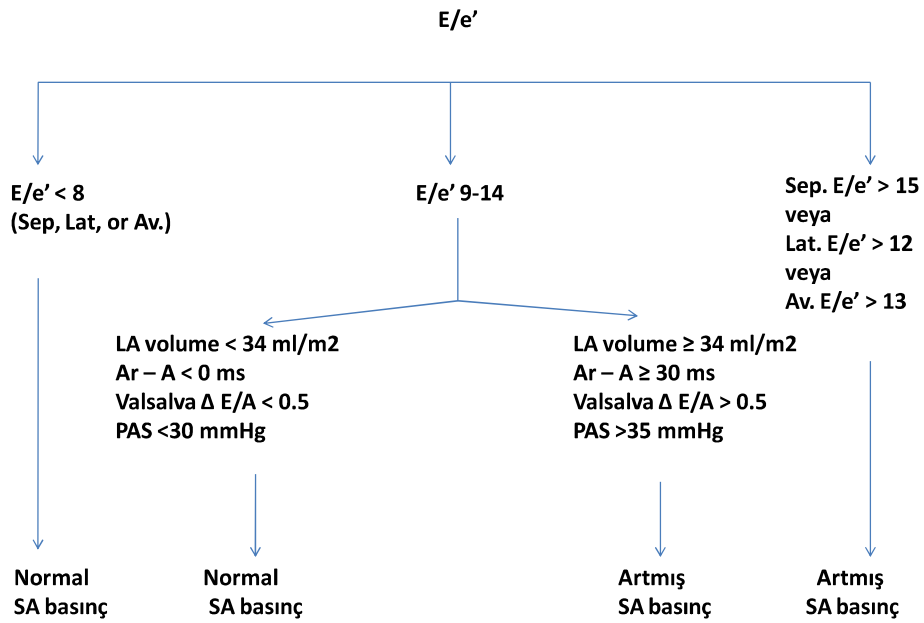 E/e’
E/e’ < 8
(Sep, Lat, or Av.)
E/e’ 9-14
Sep. E/e’ > 15
veya
Lat. E/e’ > 12
veya
Av. E/e’ > 13
LA volume < 34 ml/m2
Ar – A < 0 ms
Valsalva Δ E/A < 0.5
PAS <30 mmHg
LA volume ≥ 34 ml/m2
Ar – A ≥ 30 ms
Valsalva Δ E/A > 0.5
PAS >35 mmHg
Normal
SA basınç
Normal
SA basınç
Artmış
SA basınç
Artmış
SA basınç